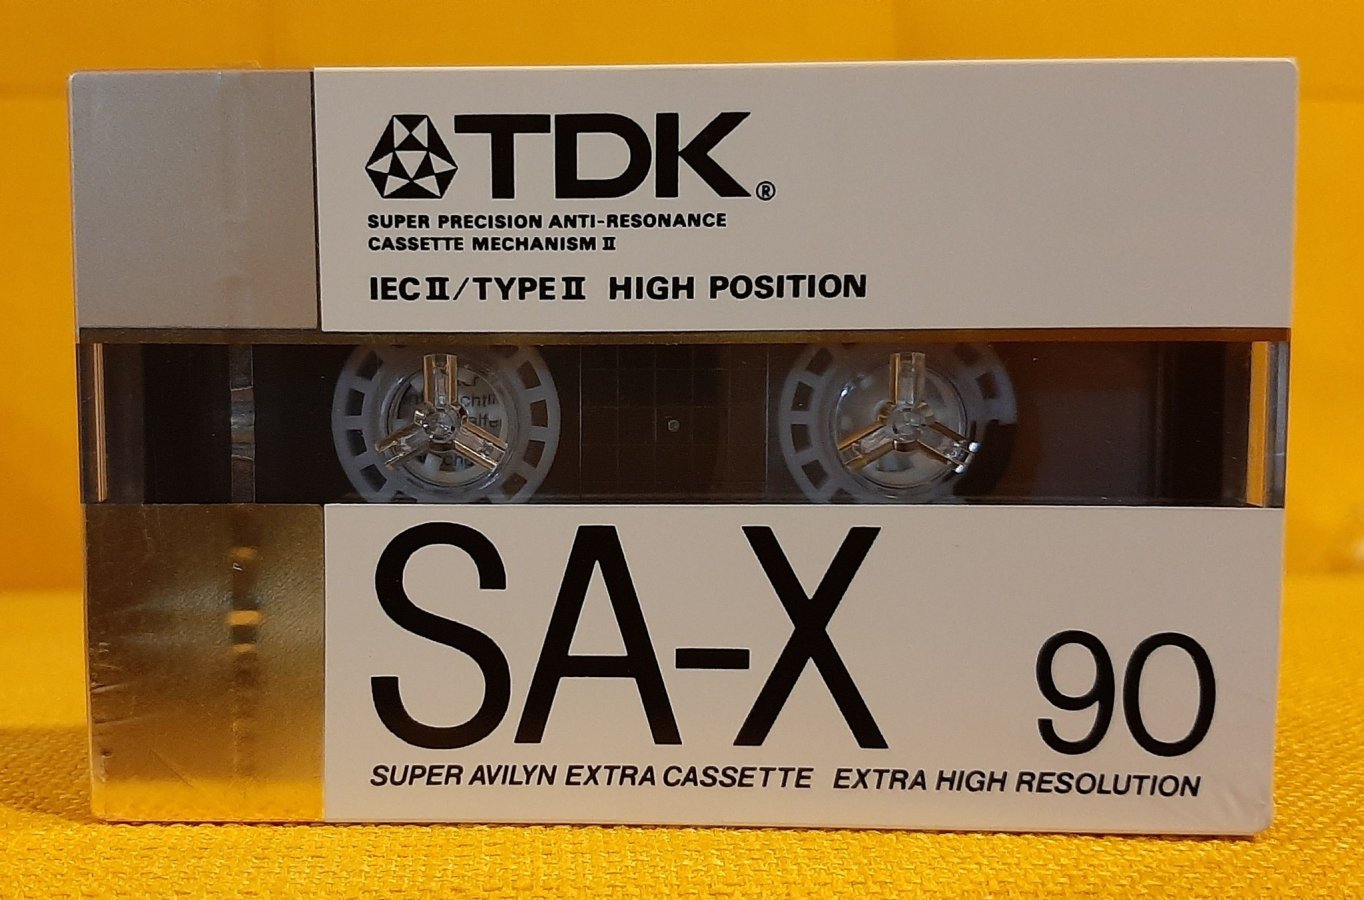 TDK®
SUPER PRECISION ANTI-RESONANCE
CASSETTE MECHANISM II
IEC II/TYPE II HIGH POSITION
SA-X 90
SUPER AVILYN EXTRA CASSETTE EXTRA HIGH RESOLUTION